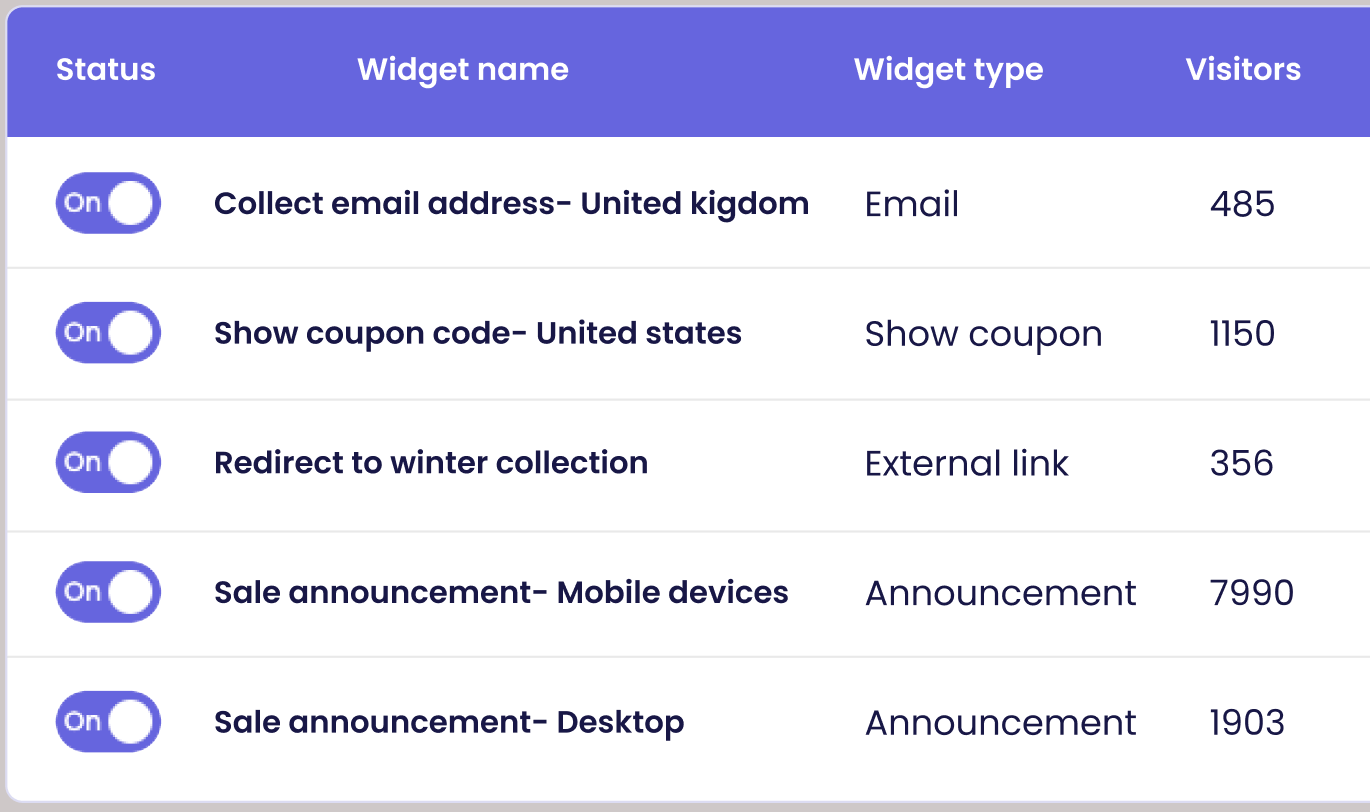 Status Widget name Widget type Visitors
On Collect email address- United kigdom Email 485
On Show coupon code- United states Show coupon 1150
On Redirect to winter collection External link 356
On Sale announcement- Mobile devices Announcement 7990
On Sale announcement- Desktop Announcement 1903